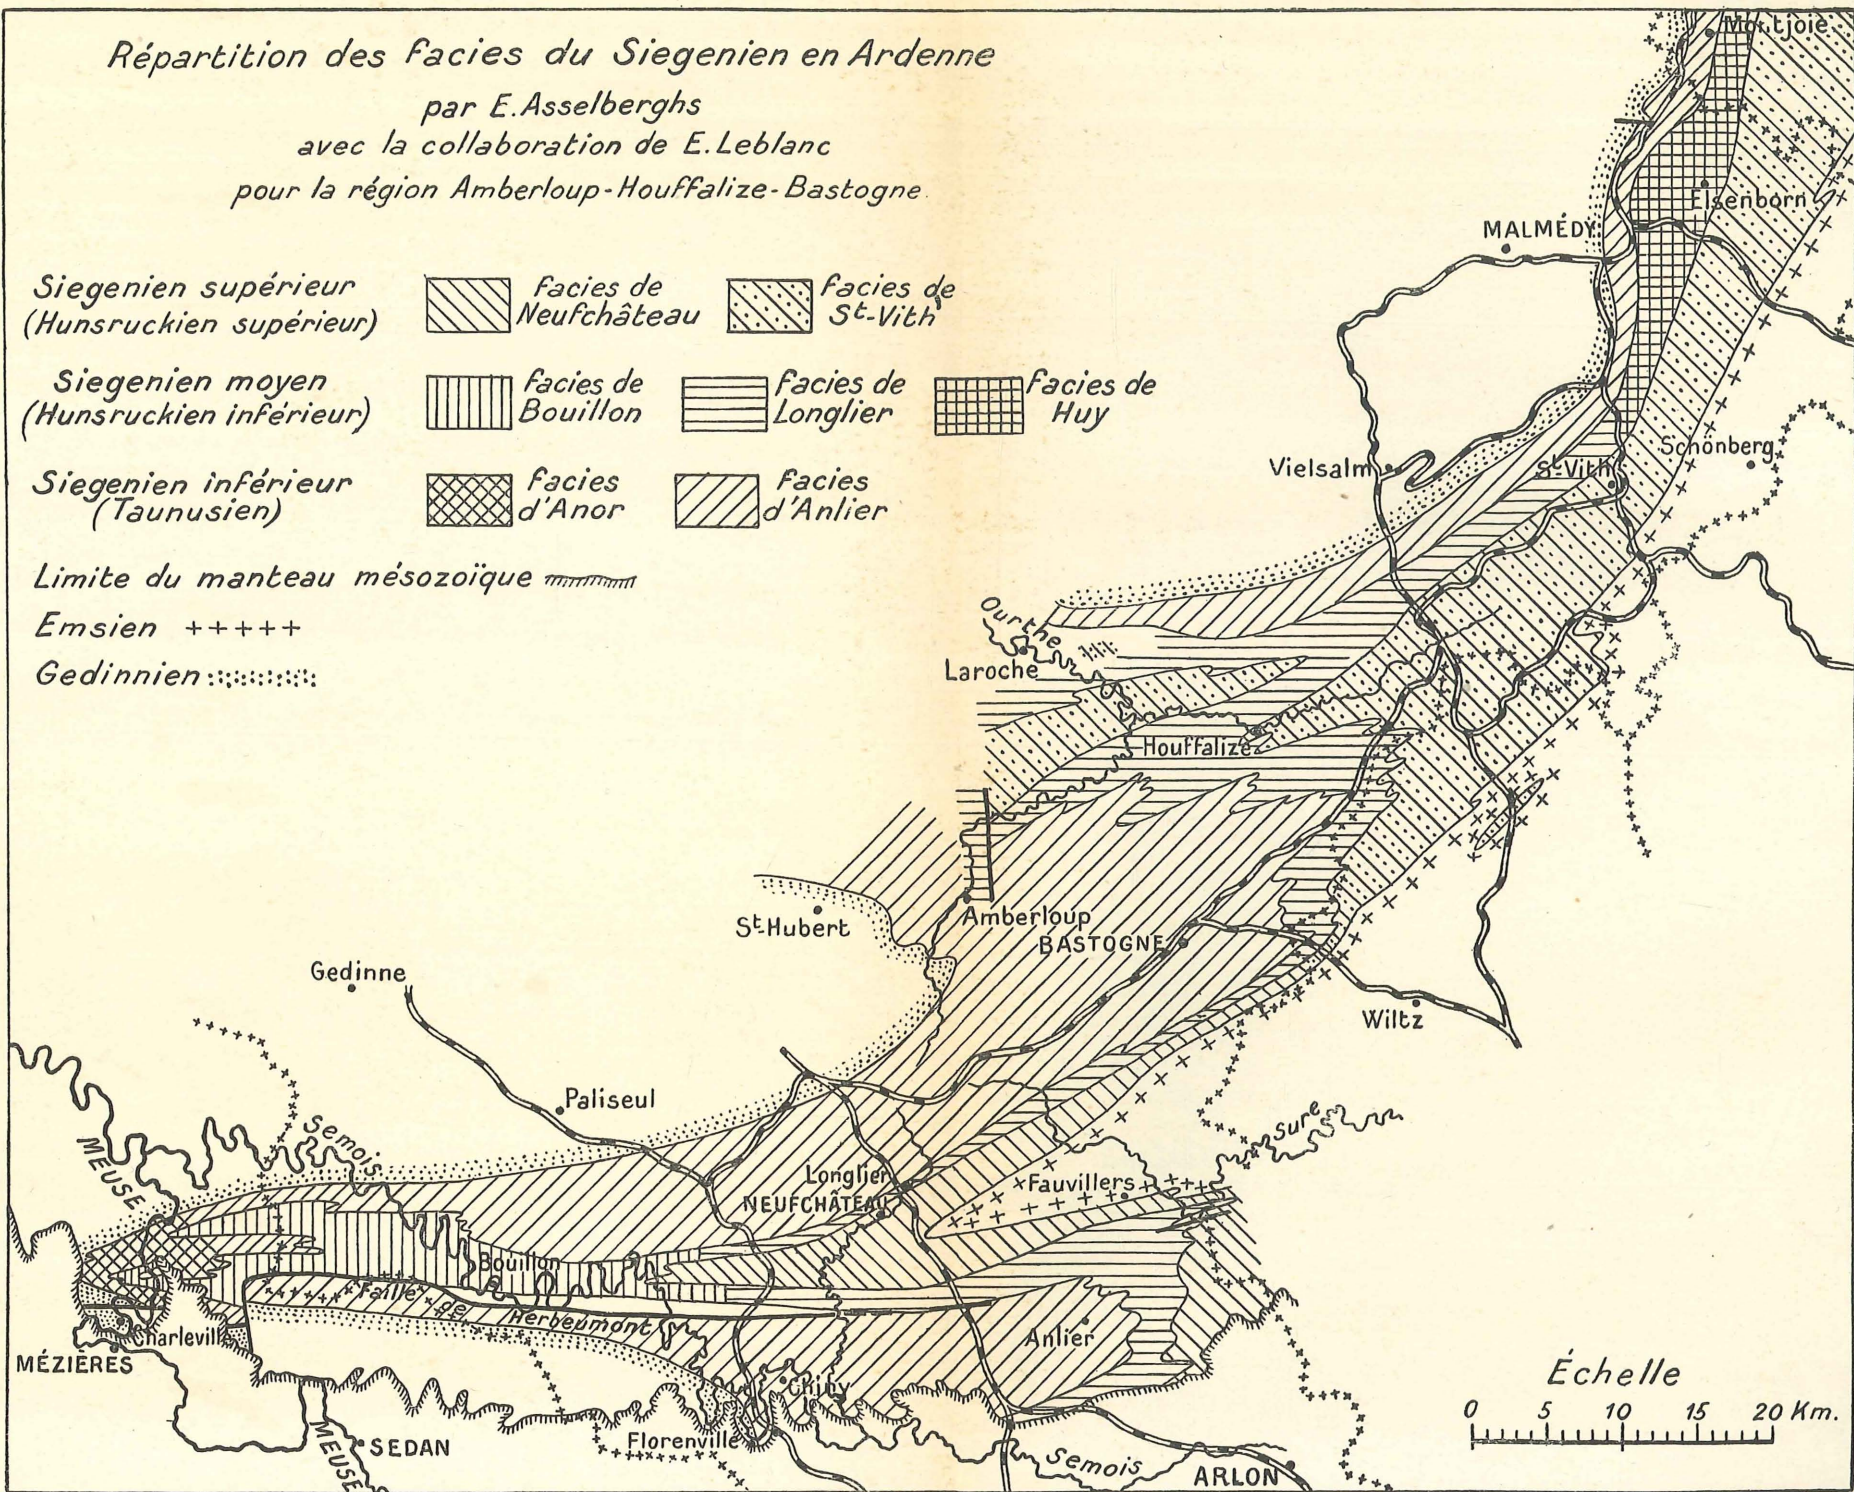 Répartition des facies du Siegenien en Ardenne
par E. Asselberghs
avec la collaboration de E. Leblanc
pour la région Amberloup-Houffalize-Bastogne.
Siegenien supérieur
(Hunsruckien supérieur)
facies de
Neufchâteau
facies de
St-Vith
Siegenien moyen
(Hunsruckien inférieur)
facies de
Bouillon
facies de
Longlier
facies de
Huy
Siegenien inférieur
(Taunusien)
facies
d'Anor
facies
d'Anlier
Limite du manteau mésozoïque
Emsien +++++
Gedinnien
Montjoie
Elsenborn
MALMÉDY
Schönberg
Vielsalm
St-Vith
Ourthe
Laroche
Houffalize
St-Hubert
Amberloup
BASTOGNE
Gedinne
Wiltz
Paliseul
Semois
MEUSE
Sure
Longlier
NEUFCHÂTEAU
Fauvillers
Bouillon
Faille de Herbeumont
Charleville
MÉZIÈRES
Anlier
Chiny
SEDAN
MEUSE
Florenville
Semois
ARLON
Échelle
0 5 10 15 20 Km.